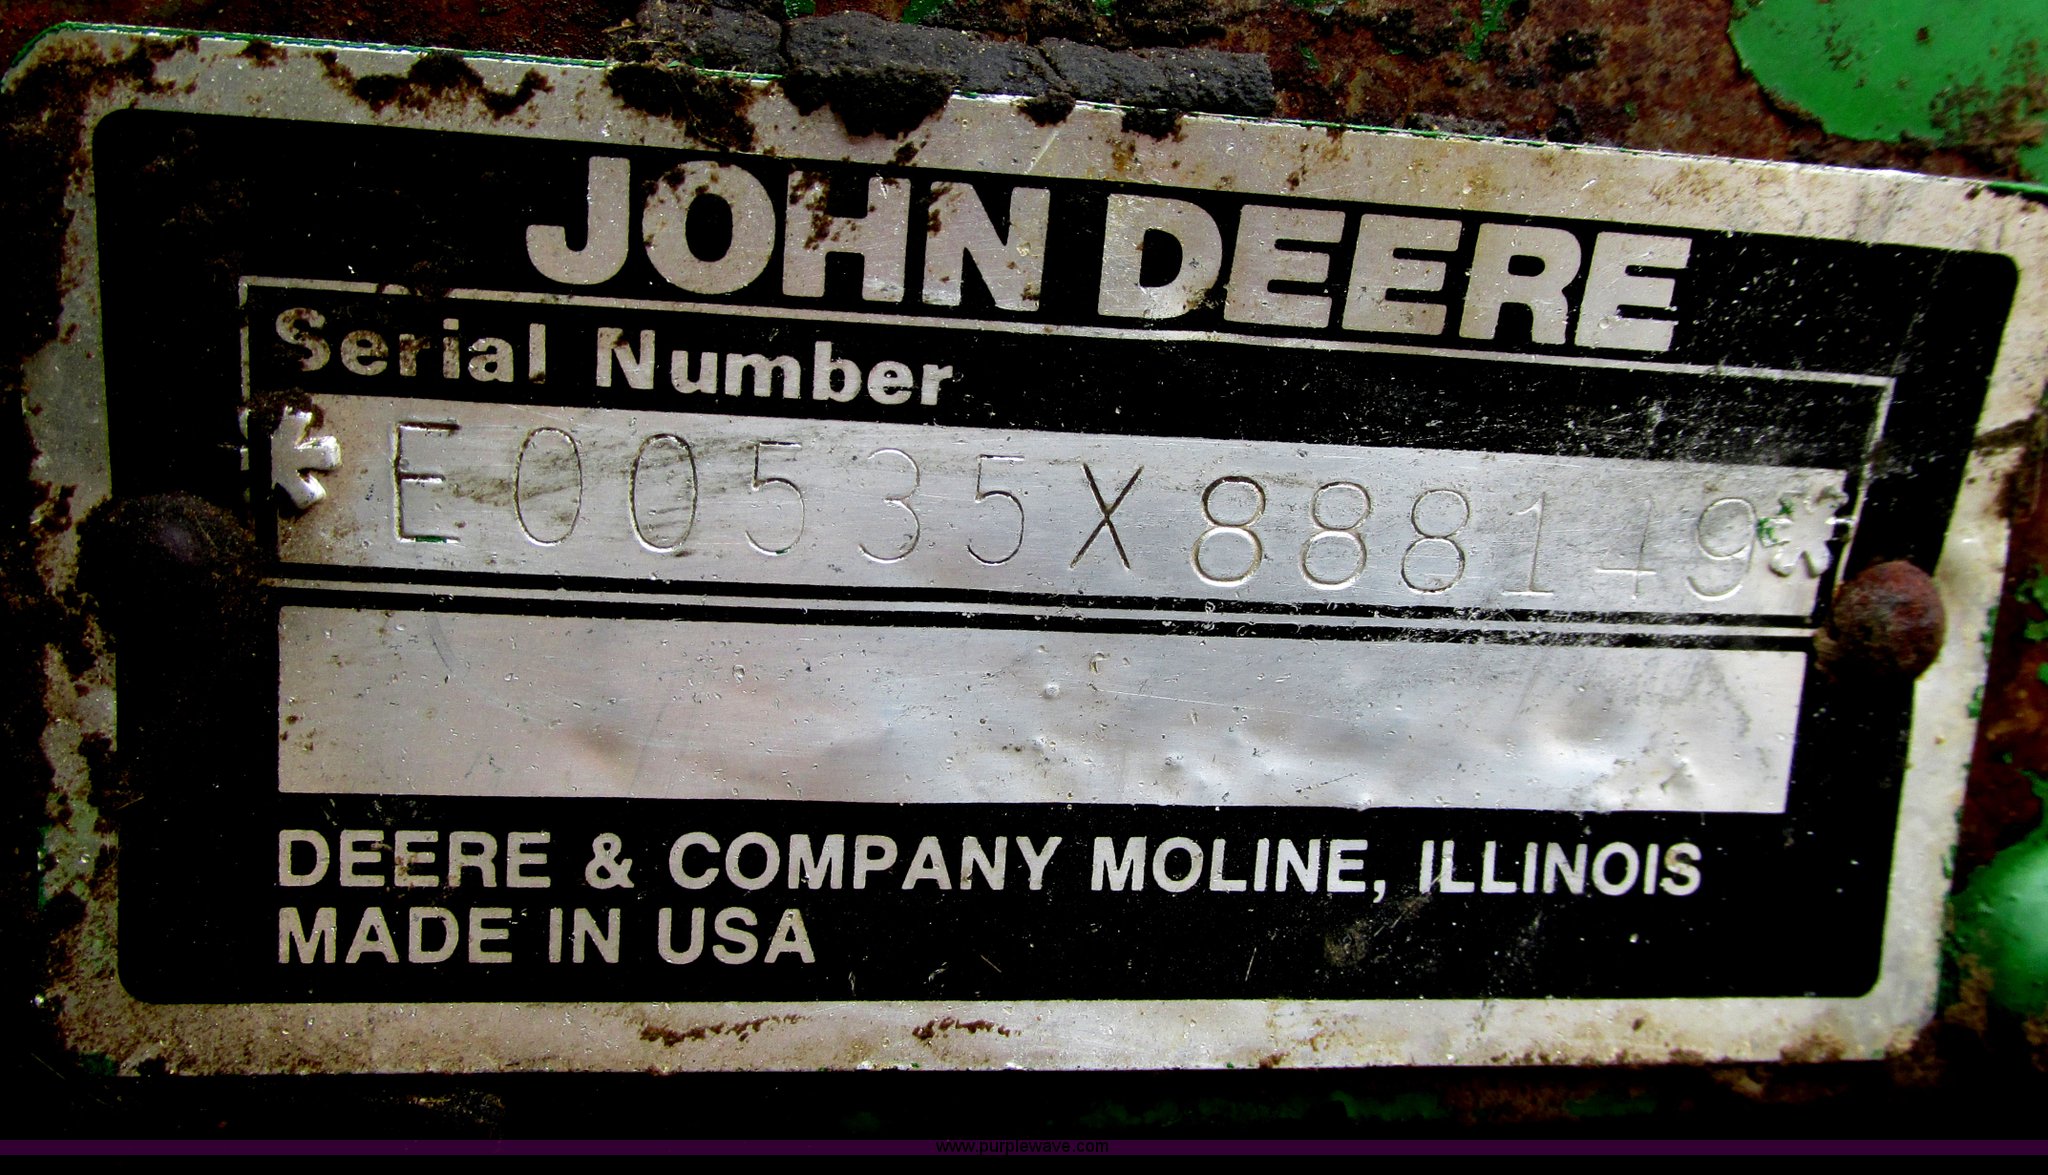 JOHN DEERE
Serial Number
*E00535X888149*
DEERE & COMPANY MOLINE, ILLINOIS
MADE IN USA
www.purplewave.com